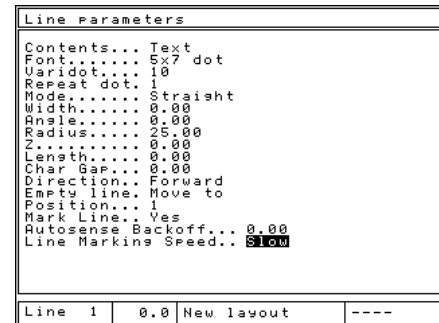 Line parameters
Contents... Text
Font....... 5x7 dot
Varidot.... 10
Repeat dot. 1
Mode....... Straight
Width...... 0.00
Angle...... 0.00
Radius..... 25.00
Z.......... 0.00
Length..... 0.00
Char Gap... 0.00
Direction.. Forward
Empty line. Move to
Position... 1
Mark Line.. Yes
Autosense Backoff... 0.00
Line Marking Speed.. Slow
Line 1 0.0 New layout ----